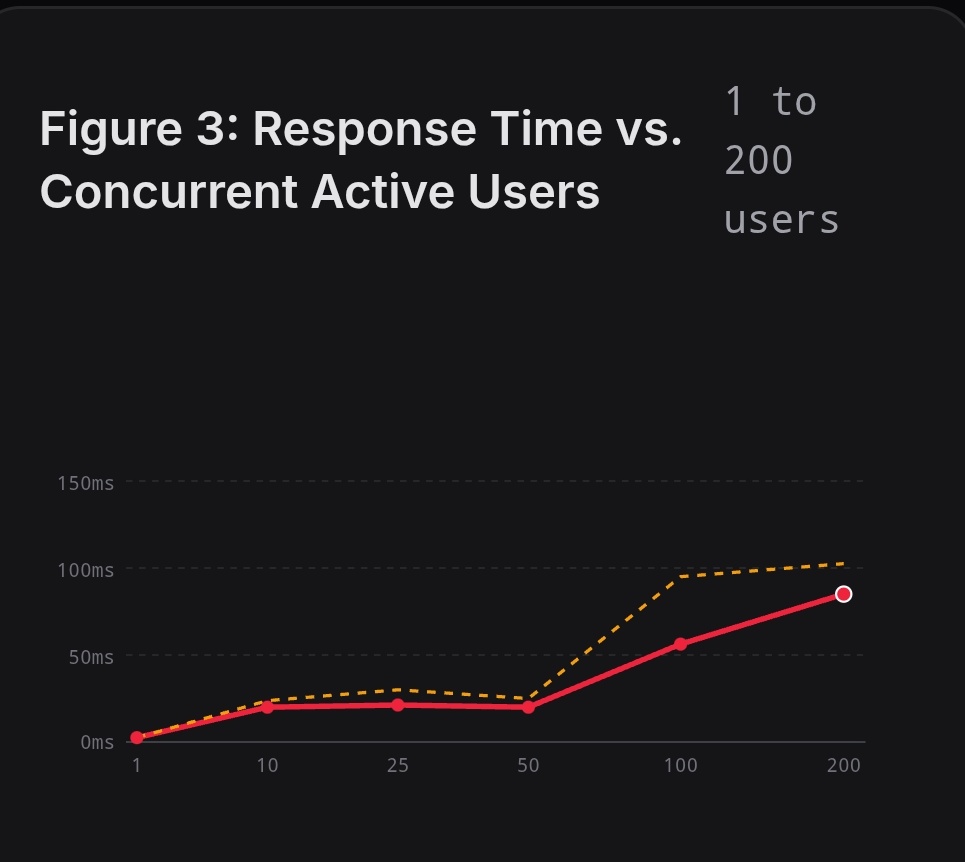 Figure 3: Response Time vs.
Concurrent Active Users
1 to
200
users
150ms
100ms
50ms
0ms
1 10 25 50 100 200